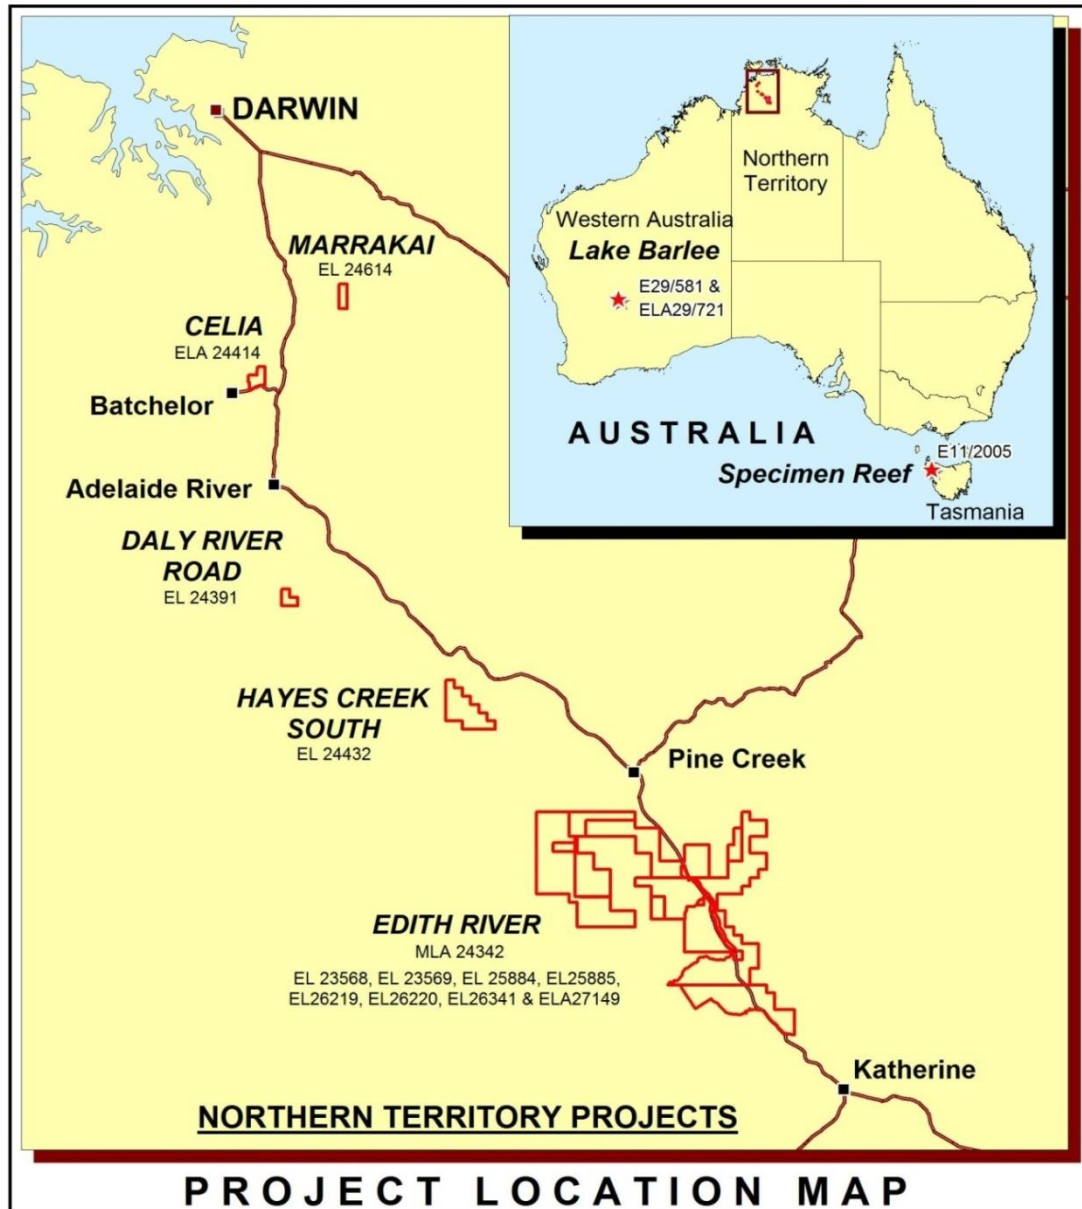 DARWIN
MARRAKAI
EL 24614
CELIA
ELA 24414
Batchelor
Adelaide River
DALY RIVER
ROAD
EL 24391
HAYES CREEK
SOUTH
EL 24432
Pine Creek
EDITH RIVER
MLA 24342
EL 23568, EL 23569, EL 25884, EL25885,
EL26219, EL26220, EL26341 & ELA27149
Katherine
NORTHERN TERRITORY PROJECTS
Northern
Territory
Western Australia
Lake Barlee
E29/581 &
ELA29/721
AUSTRALIA
E11/2005
Specimen Reef
Tasmania
PROJECT LOCATION MAP